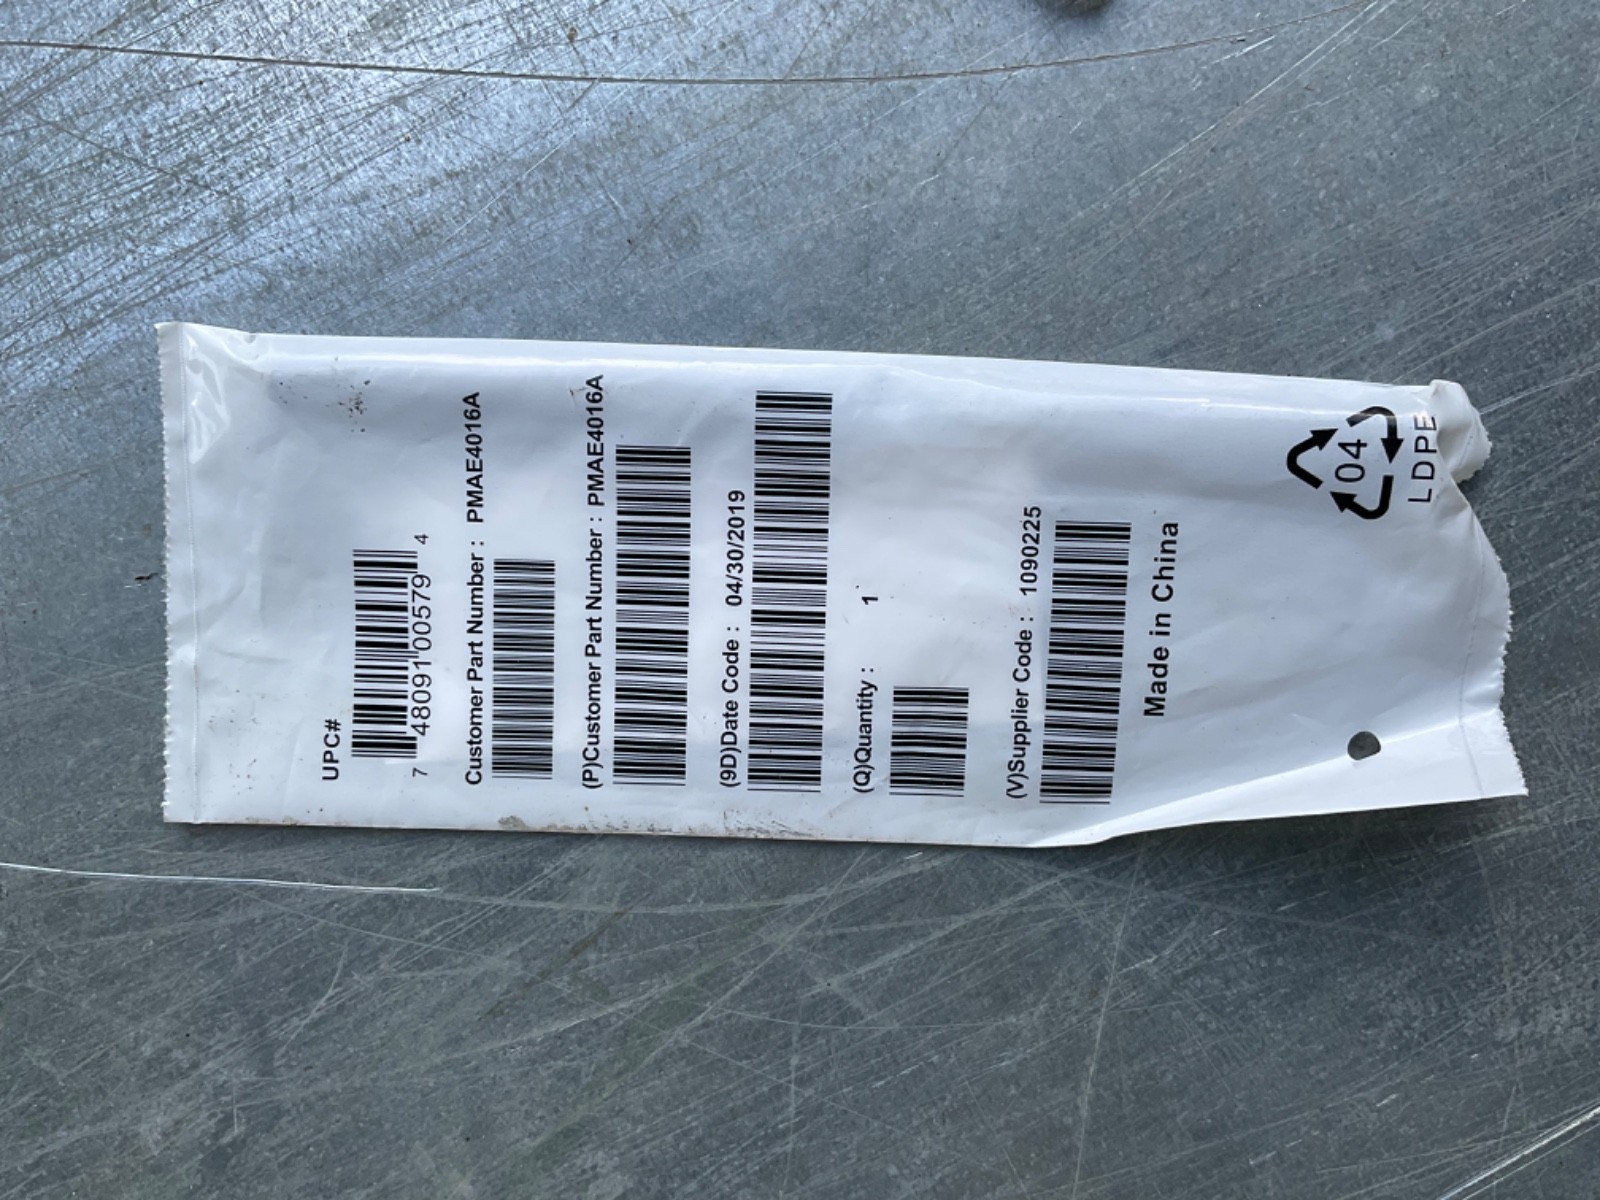 UPC#
7 48091 00579 4
Customer Part Number : PMAE4016A
(P)Customer Part Number : PMAE4016A
(9D)Date Code : 04/30/2019
(Q)Quantity : 1
(V)Supplier Code : 1090225
Made in China
04
LDPE